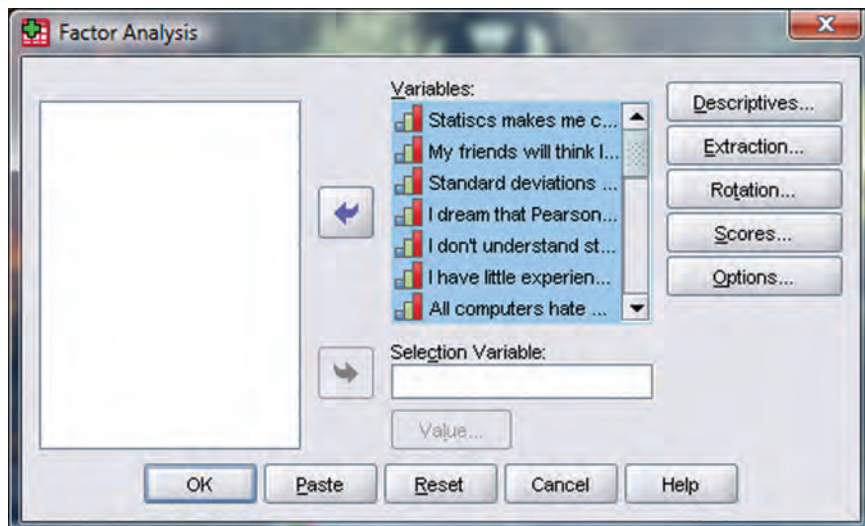 Factor Analysis
Variables:
Statiscs makes me c...
My friends will think I...
Standard deviations ...
I dream that Pearson...
I don't understand st...
I have little experien...
All computers hate ...
Descriptives...
Extraction...
Rotation...
Scores...
Options...
Selection Variable:
Value...
OK Paste Reset Cancel Help